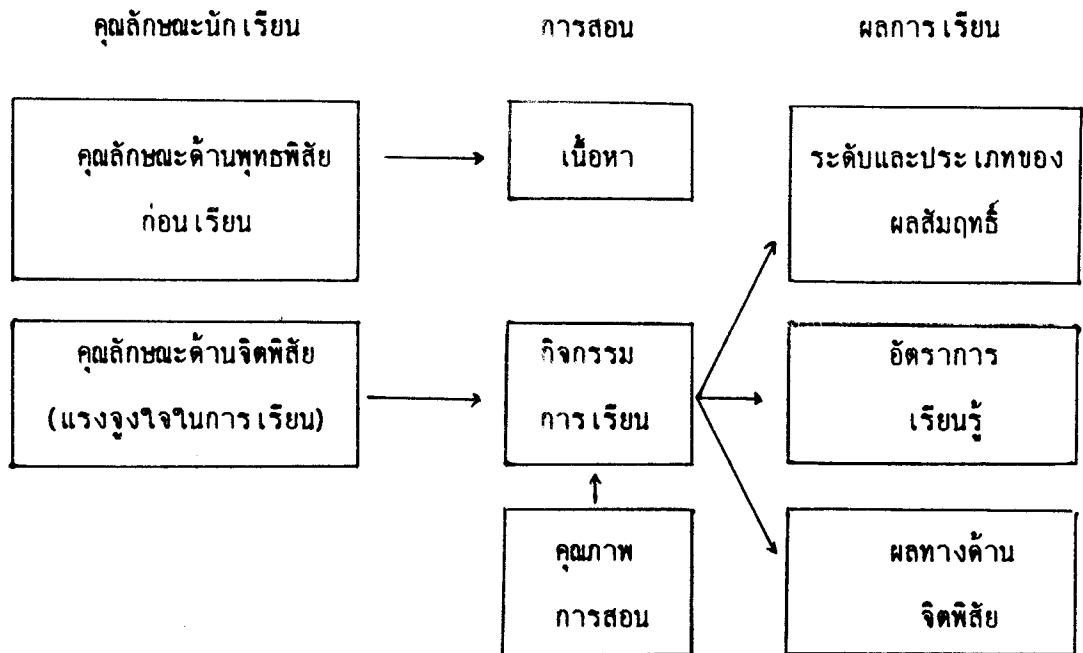 คุณลักษณะนักเรียน
การสอน
ผลการเรียน
คุณลักษณะด้านพุทธพิสัย
ก่อนเรียน
เนื้อหา
ระดับและประเภทของ
ผลสัมฤทธิ์
คุณลักษณะด้านจิตพิสัย
(แรงจูงใจในการเรียน)
กิจกรรม
การเรียน
อัตราการ
เรียนรู้
คุณภาพ
การสอน
ผลทางด้าน
จิตพิสัย